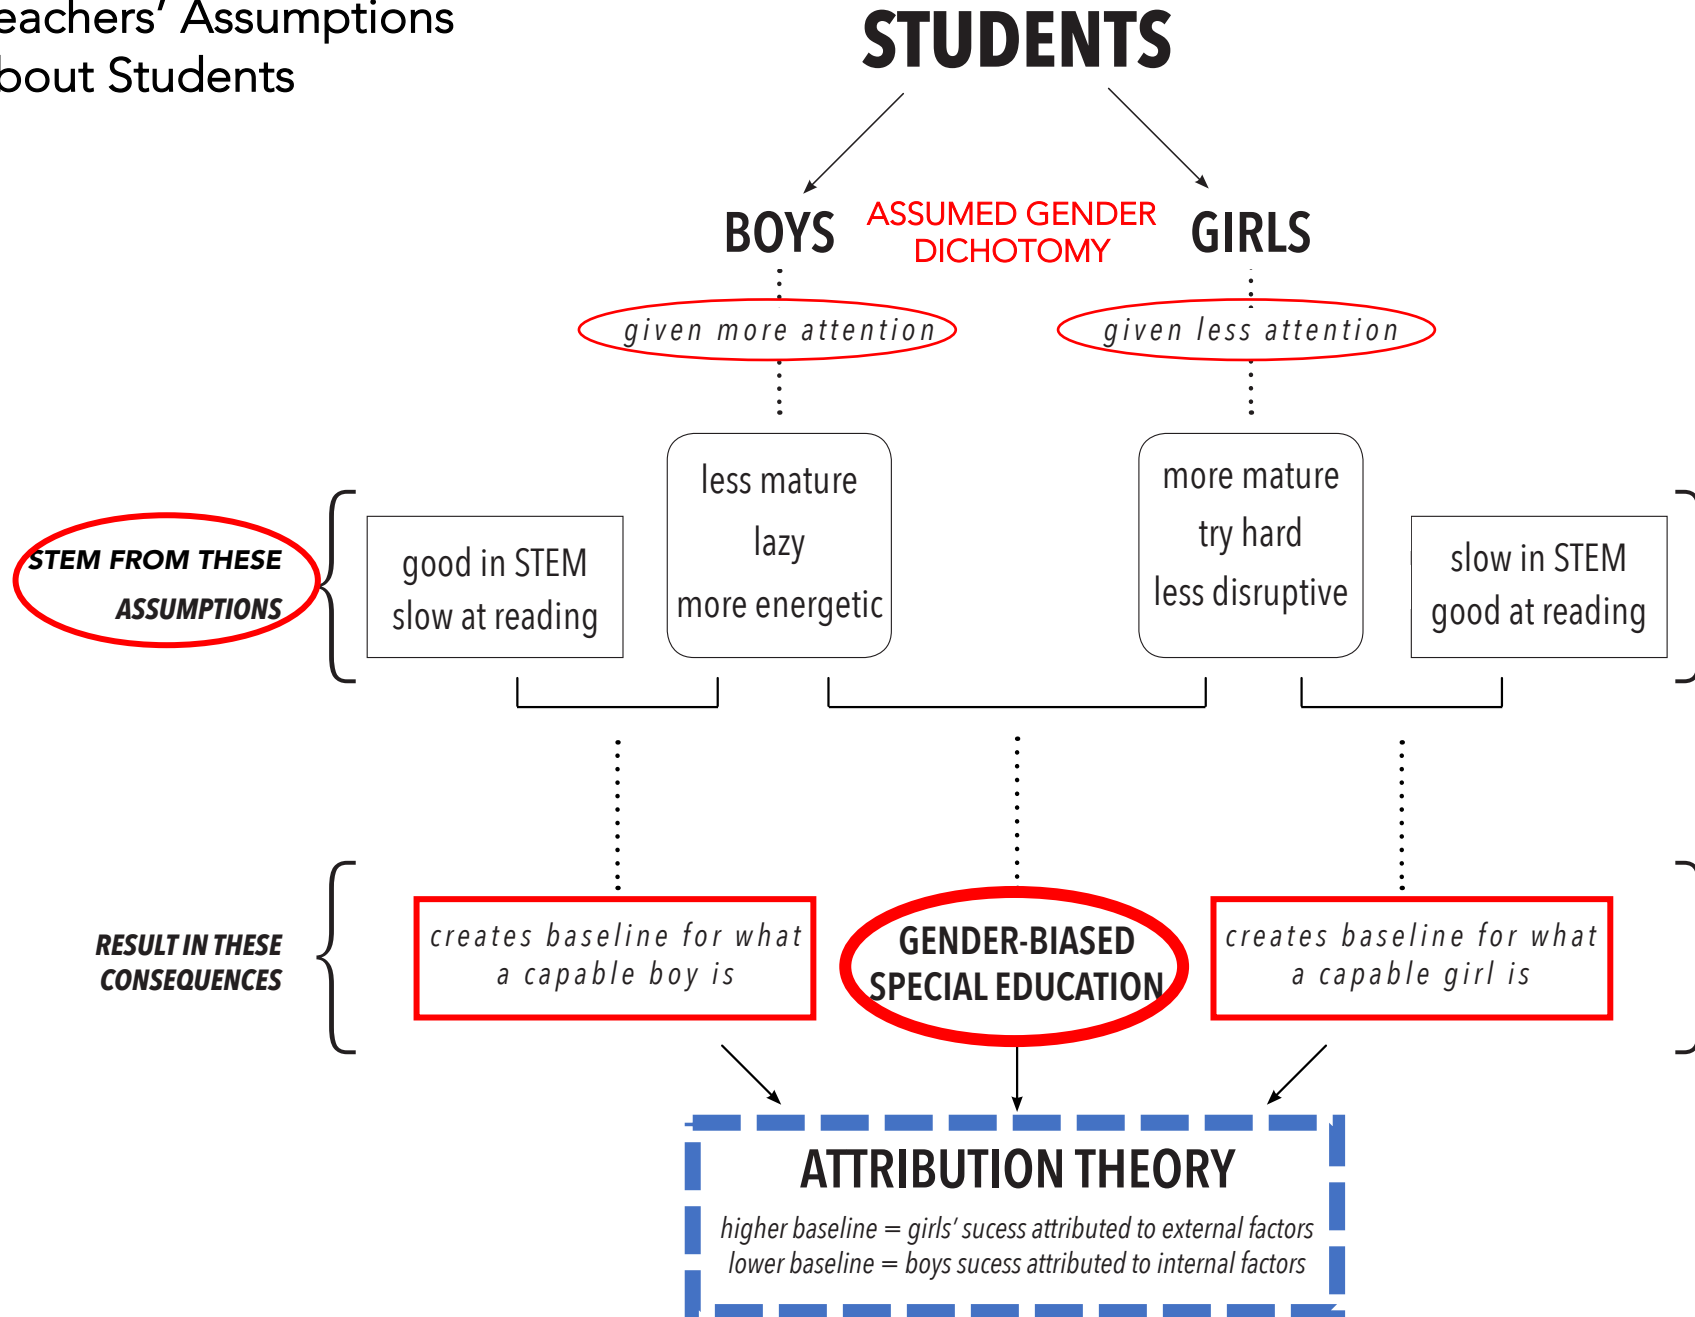 eachers' Assumptions
bout Students
STUDENTS
BOYS
ASSUMED GENDER
DICHOTOMY
GIRLS
given more attention
given less attention
STEM FROM THESE
ASSUMPTIONS
good in STEM
slow at reading
less mature
lazy
more energetic
more mature
try hard
less disruptive
slow in STEM
good at reading
RESULT IN THESE
CONSEQUENCES
creates baseline for what
a capable boy is
GENDER-BIASED
SPECIAL EDUCATION
creates baseline for what
a capable girl is
ATTRIBUTION THEORY
higher baseline = girls' sucess attributed to external factors
lower baseline = boys sucess attributed to internal factors